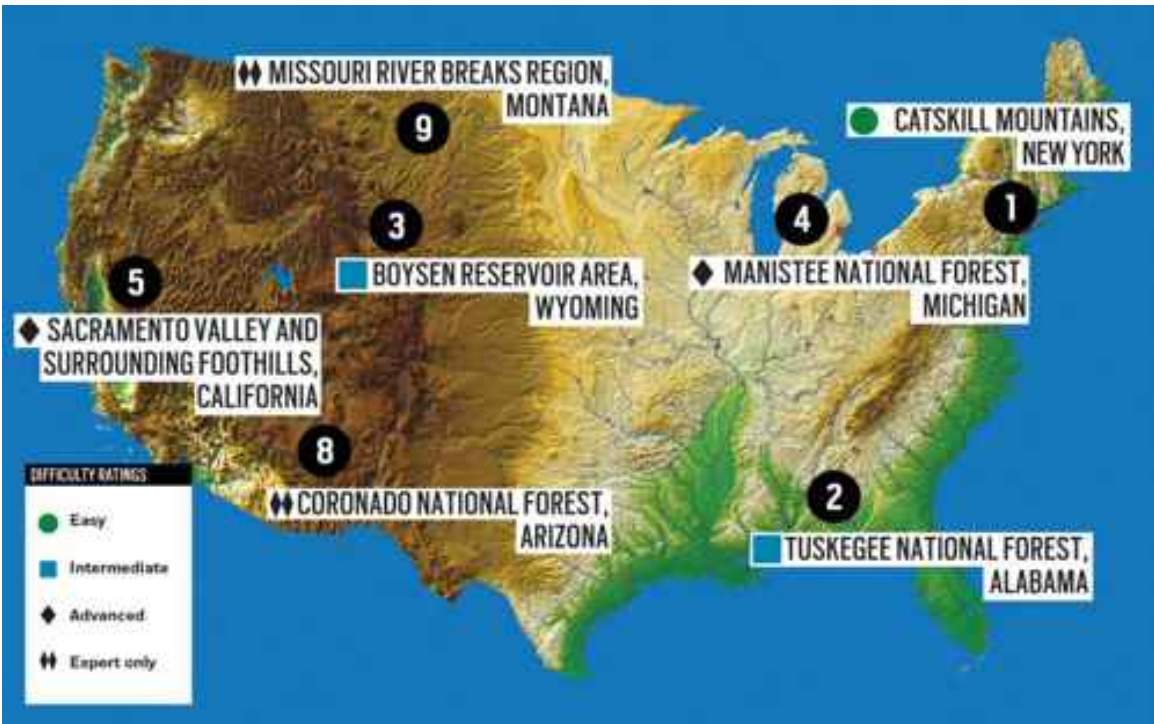 MISSOURI RIVER BREAKS REGION,
MONTANA
9
CATSKILL MOUNTAINS,
NEW YORK
1
3
BOYSEN RESERVOIR AREA,
WYOMING
4
MANISTEE NATIONAL FOREST,
MICHIGAN
5
SACRAMENTO VALLEY AND
SURROUNDING FOOTHILLS,
CALIFORNIA
8
CORONADO NATIONAL FOREST,
ARIZONA
2
TUSKEGEE NATIONAL FOREST,
ALABAMA
DIFFICULTY RATINGS
Easy
Intermediate
Advanced
Expert only